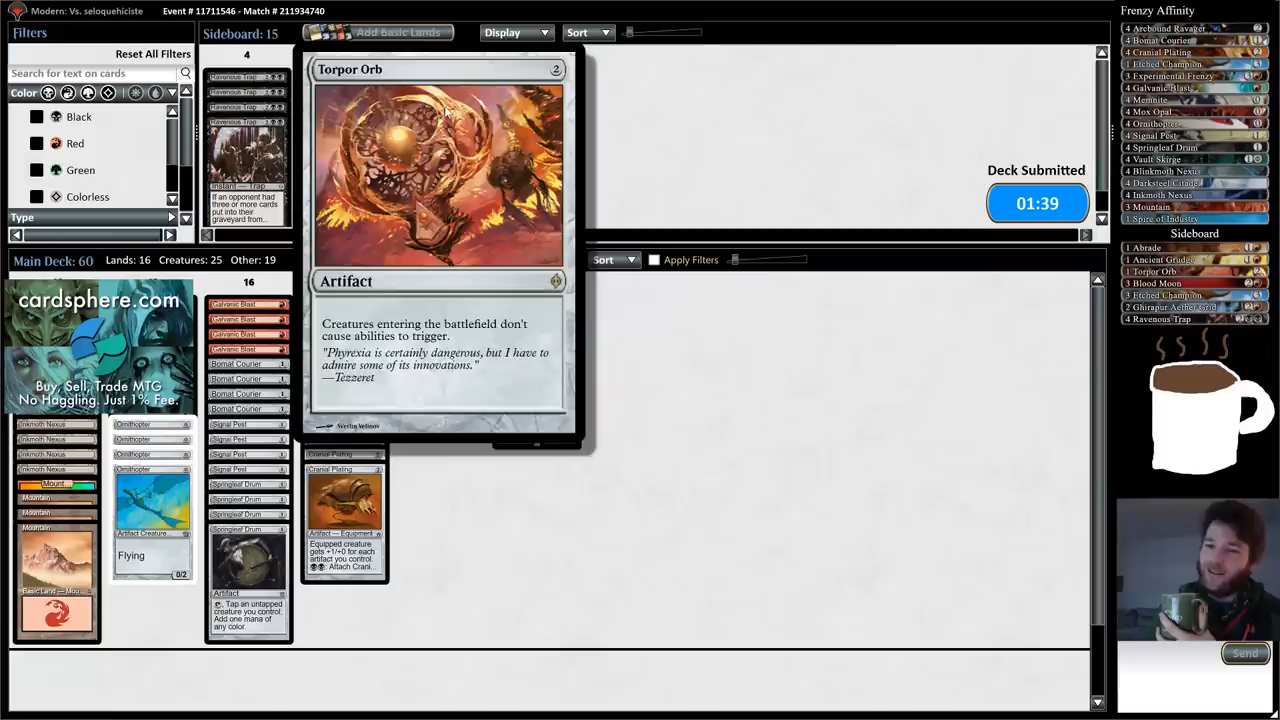 Modern: Vs. seloquehiciste
Event # 11711546 - Match # 211934740
Filters
Reset All Filters
Search for text on cards
Color
Black
Red
Green
Colorless
Type
Sideboard: 15
Add Basic Lands
Display
Sort
4
Ravenous Trap
Ravenous Trap
Ravenous Trap
Ravenous Trap
Instant — Trap
If an opponent had
three or more cards
put into their
graveyard from...
Torpor Orb
2
Artifact
Creatures entering the battlefield don't
cause abilities to trigger.
"Phyrexia is certainly dangerous, but I have to
admire some of its innovations."
—Tezzeret
Svetlin Velinov
Deck Submitted
01:39
Main Deck: 60
Lands: 16
Creatures: 25
Other: 19
Sort
Apply Filters
cardsphere.com
Buy, Sell, Trade MTG
No Haggling. Just 1% Fee.
Inkmoth Nexus
Inkmoth Nexus
Inkmoth Nexus
Inkmoth Nexus
Mount...
Mountain
Mountain
Mountain
Basic Land — Mou...
Ornithopter
Ornithopter
Ornithopter
Ornithopter
Artifact Creature...
Flying
0/2
16
Galvanic Blast
Galvanic Blast
Galvanic Blast
Galvanic Blast
Bomat Courier
Bomat Courier
Bomat Courier
Bomat Courier
Signal Pest
Signal Pest
Signal Pest
Signal Pest
Springleaf Drum
Springleaf Drum
Springleaf Drum
Springleaf Drum
Artifact
, Tap an untapped
creature you control:
Add one mana of
any color.
Cranial Plating
Cranial Plating
Artifact — Equipment
Equipped creature
gets +1/+0 for each
artifact you control.
: Attach Crani...
Frenzy Affinity
4 Arcbound Ravager
4 Bomat Courier
4 Cranial Plating
1 Etched Champion
3 Experimental Frenzy
4 Galvanic Blast
4 Memnite
4 Mox Opal
4 Ornithopter
4 Signal Pest
4 Springleaf Drum
4 Vault Skirge
4 Blinkmoth Nexus
4 Darksteel Citadel
4 Inkmoth Nexus
3 Mountain
1 Spire of Industry
Sideboard
1 Abrade
1 Ancient Grudge
1 Torpor Orb
3 Blood Moon
3 Etched Champion
2 Ghirapur Aether Grid
4 Ravenous Trap
Send